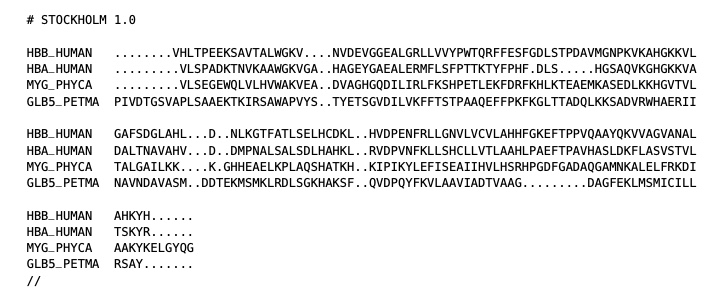 # STOCKHOLM 1.0
HBB_HUMAN ........VHLTPEEKSAVTALWGKV....NVDEVGGEALGRLLVVYPWTQRFFESFGDLSTPDAVMGNPKVKAHGKKVL
HBA_HUMAN .........VLSPADKTNVKAAWGKVGA..HAGEYGAEALERMFLSFPTTKTYFPHF.DLS.....HGSAQVKGHGKKVA
MYG_PHYCA .........VLSEGEWQLVLHVWAKVEA..DVAGHGQDILIRLFKSHPETLEKFDRFKHLKTEAEMKASEDLKKHGVTVL
GLB5_PETMA PIVDTGSVAPLSAAEKTKIRSAWAPVYS..TYETSGVDILVKFFTSTPAAQEFFPKFKGLTTADQLKKSADVRWHAERII
HBB_HUMAN GAFSDGLAHL...D..NLKGTFATLSELHCDKL..HVDPENFRLLGNVLVCVLAHHFGKEFTPPVQAAYQKVVAGVANAL
HBA_HUMAN DALTNAVAHV...D..DMPNALSALSDLHAHKL..RVDPVNFKLLSHCLLVTLAAHLPAEFTPAVHASLDKFLASVSTVL
MYG_PHYCA TALGAILKK....K.GHHEAELKPLAQSHATKH..KIPIKYLEFISEAIIHVLHSRHPGDFGADAQGAMNKALELFRKDI
GLB5_PETMA NAVNDAVASM..DDTEKMSMKLRDLSGKHAKSF..QVDPQYFKVLAAVIADTVAAG.........DAGFEKLMSMICILL
HBB_HUMAN AHKYH......
HBA_HUMAN TSKYR......
MYG_PHYCA AAKYKELGYQG
GLB5_PETMA RSAY.......
//